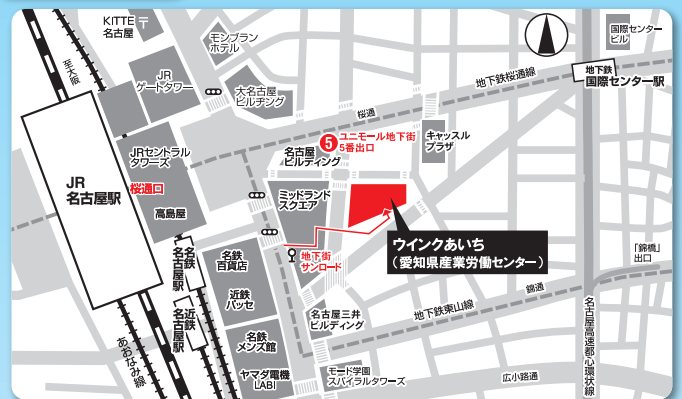 KITTE
名古屋
〒
モンブラン
ホテル
国際センター
ビル
至大阪
JR
ゲートタワー
大名古屋
ビルヂング
地下鉄桜通線
地下鉄
国際センター駅
桜通
5
ユニモール地下街
5番出口
キャッスル
プラザ
名古屋
ビルディング
JRセントラル
タワーズ
JR
名古屋駅
桜通口
高島屋
ミッドランド
スクエア
ウインクあいち
(愛知県産業労働センター)
名鉄
名古屋駅
名鉄
百貨店
地下街
サンロード
「錦橋」
出口
近鉄
パッセ
近鉄
名古屋駅
錦通
地下鉄東山線
名古屋三井
ビルディング
名古屋高速都心環状線
あおなみ線
名鉄
メンズ館
ヤマダ電機
LABI
モード学園
スパイラルタワーズ
広小路通